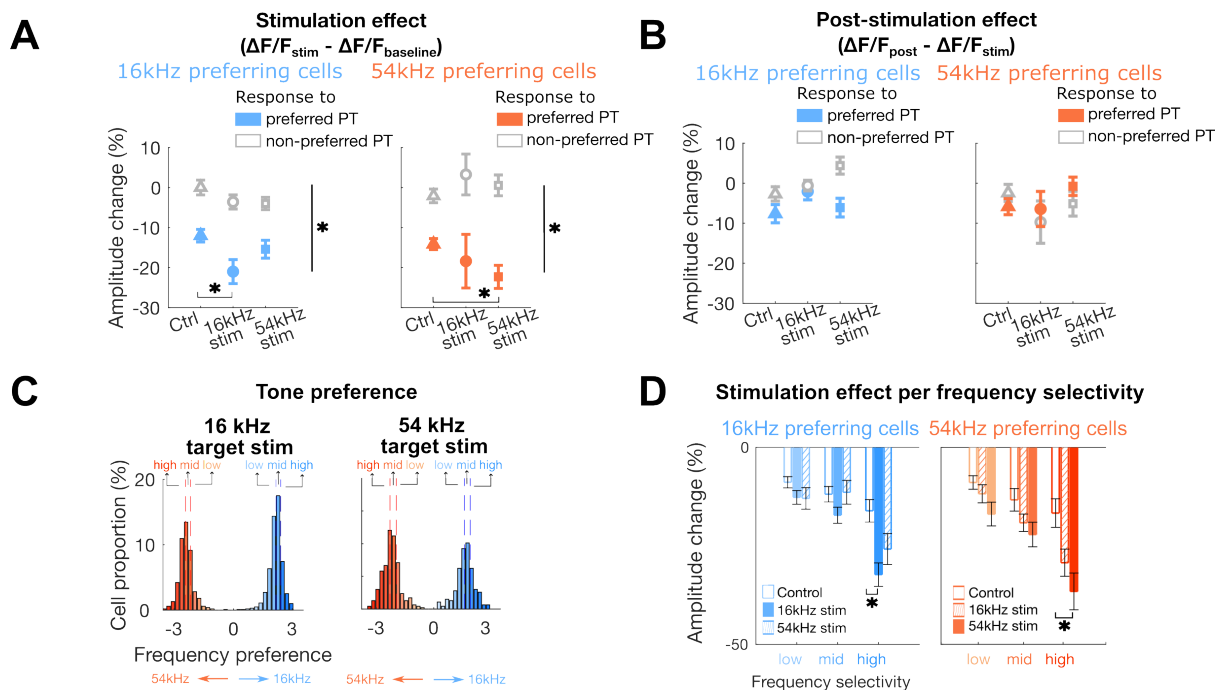 A
Stimulation effect
(ΔF/Fstim - ΔF/Fbaseline)
16kHz preferring cells
54kHz preferring cells
Response to
preferred PT
non-preferred PT
Response to
preferred PT
non-preferred PT
Amplitude change (%)
10
0
-10
-20
-30
*
*
*
*
Ctrl
16kHz
stim
54kHz
stim
Ctrl
16kHz
stim
54kHz
stim
B
Post-stimulation effect
(ΔF/Fpost - ΔF/Fstim)
16kHz preferring cells
54kHz preferring cells
Response to
preferred PT
non-preferred PT
Response to
preferred PT
non-preferred PT
Amplitude change (%)
10
0
-10
-20
-30
Ctrl
16kHz
stim
54kHz
stim
Ctrl
16kHz
stim
54kHz
stim
C
Tone preference
16 kHz
target stim
54 kHz
target stim
high mid low
low mid high
high mid low
low mid high
Cell proportion (%)
20
10
0
-3 0 3
-3 0 3
Frequency preference
54kHz 16kHz
54kHz 16kHz
D
Stimulation effect per frequency selectivity
16kHz preferring cells
54kHz preferring cells
Amplitude change (%)
0
-50
Control
16kHz stim
54kHz stim
*
Control
16kHz stim
54kHz stim
*
low mid high
low mid high
Frequency selectivity